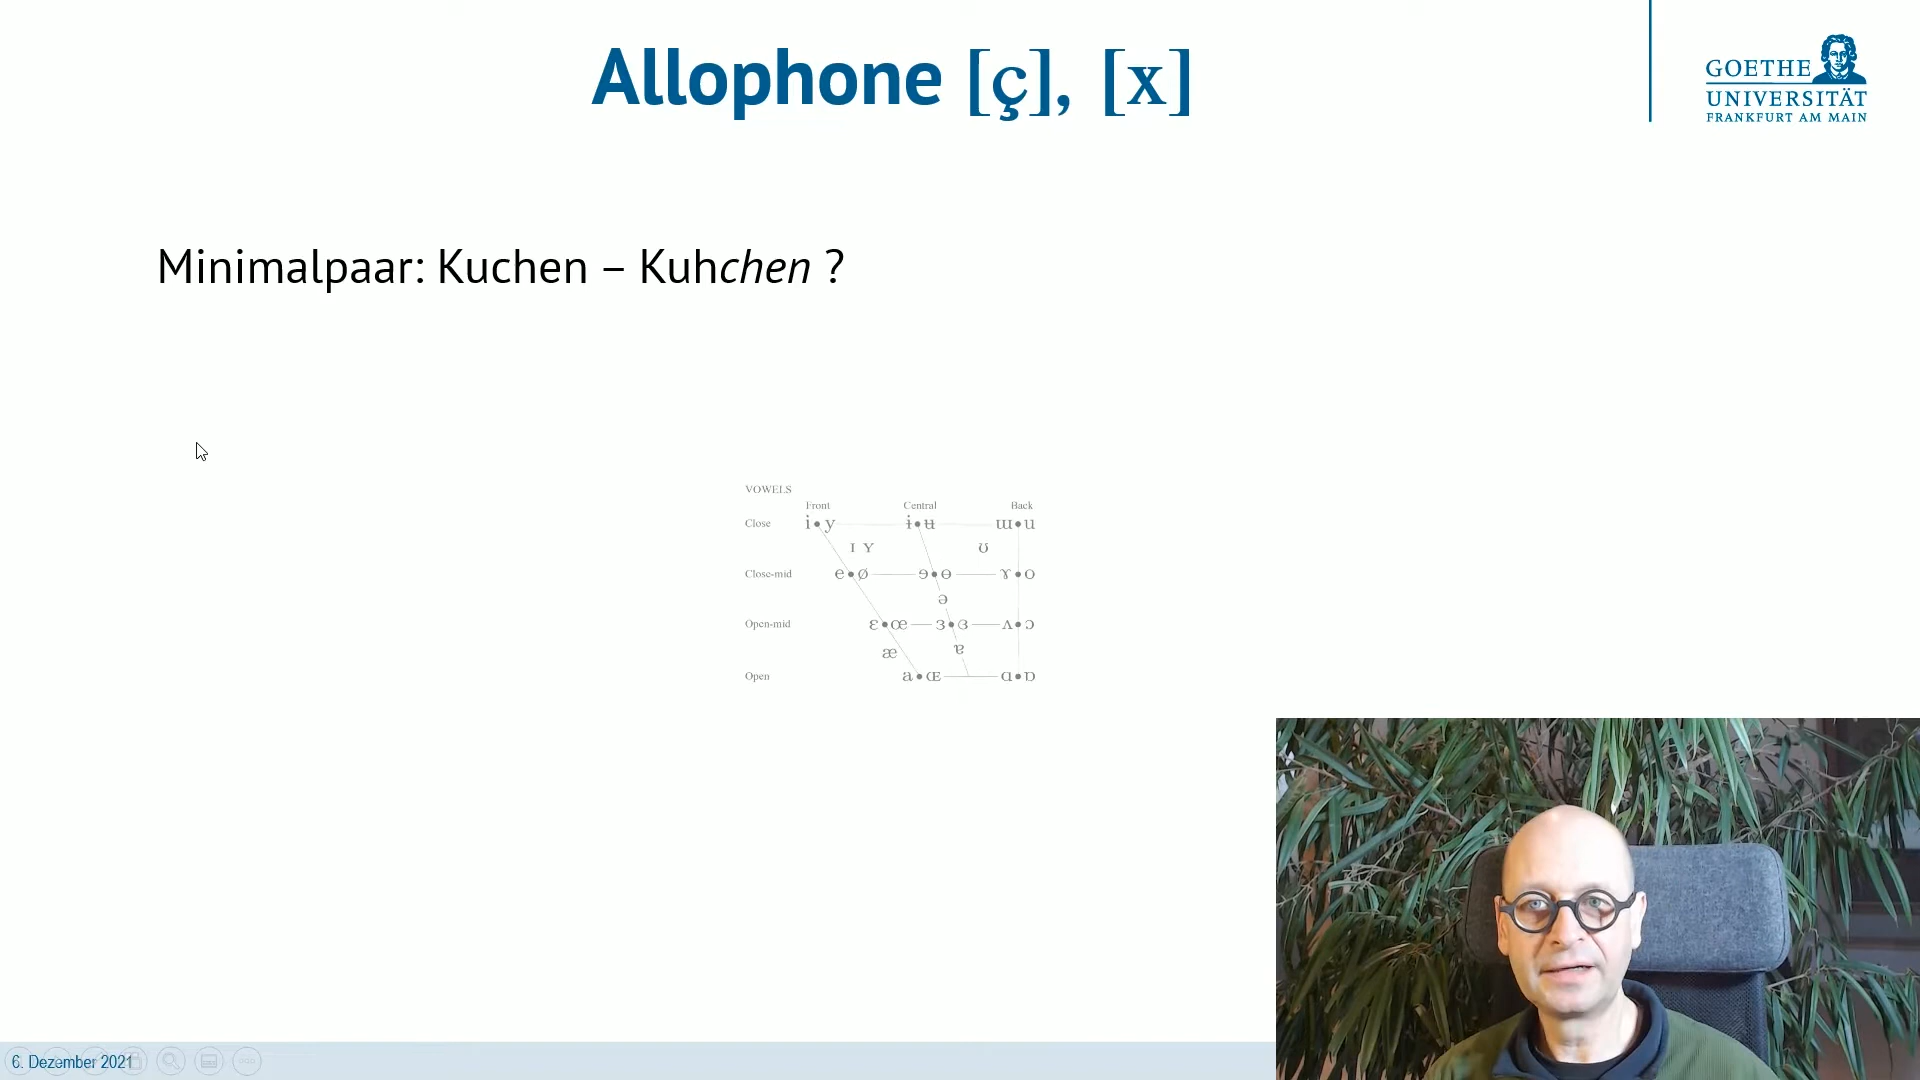 Allophone [ç], [x]
GOETHE
UNIVERSITÄT
FRANKFURT AM MAIN
Minimalpaar: Kuchen – Kuhchen ?
VOWELS
Front Central Back
Close i • y ɨ • ʉ ɯ • u
ɪ ʏ ʊ
Close-mid e • ø ɘ • ɵ ɤ • o
ə
Open-mid ɛ • œ ɜ • ɞ ʌ • ɔ
æ ɐ
Open a • ɶ ɑ • ɒ
6. Dezember 2021